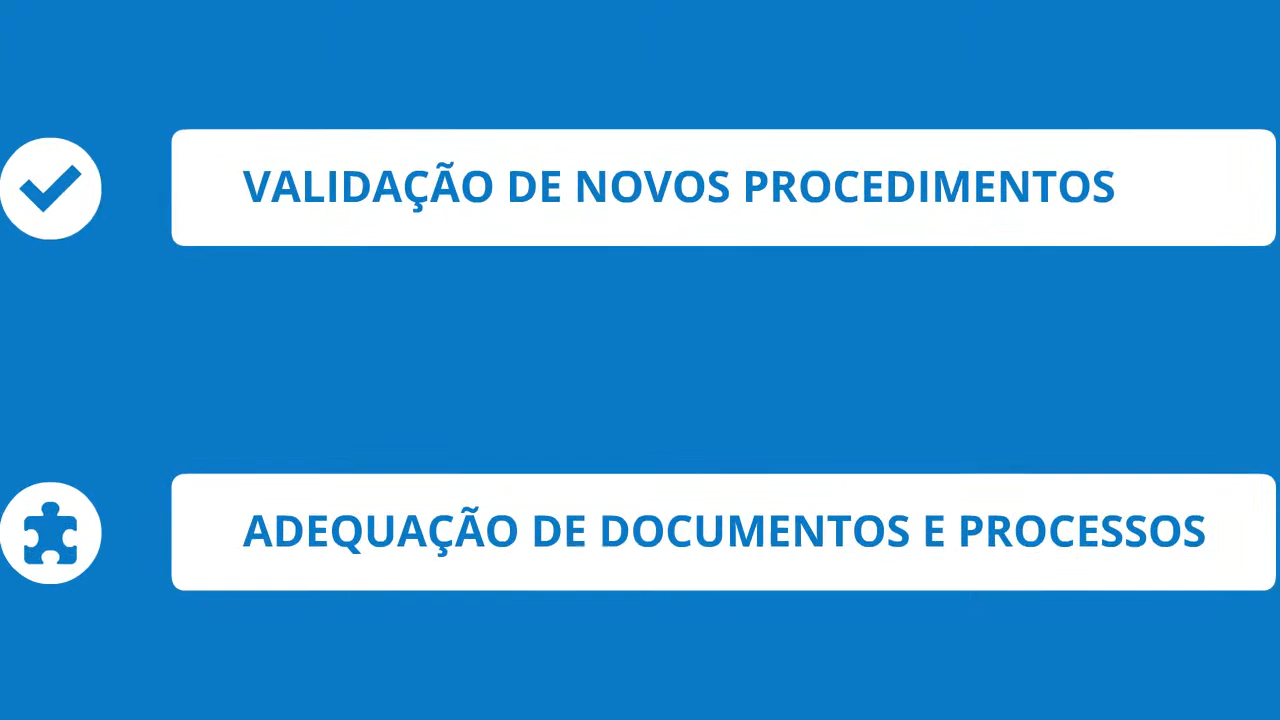 VALIDAÇÃO DE NOVOS PROCEDIMENTOS
ADEQUAÇÃO DE DOCUMENTOS E PROCESSOS